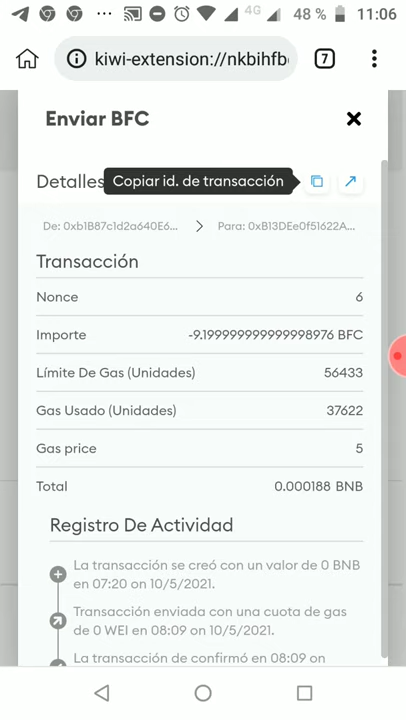 4G 48 % 11:06
kiwi-extension://nkbihfb 7
Enviar BFC
Detalles Copiar id. de transacción
De: 0xb1B87c1d2a640E6... Para: 0xB13DEe0f51622A...
Transacción
Nonce 6
Importe -9.199999999999998976 BFC
Límite De Gas (Unidades) 56433
Gas Usado (Unidades) 37622
Gas price 5
Total 0.000188 BNB
Registro De Actividad
La transacción se creó con un valor de 0 BNB
en 07:20 on 10/5/2021.
Transacción enviada con una cuota de gas
de 0 WEI en 08:09 on 10/5/2021.
La transacción de confirmó en 08:09 on